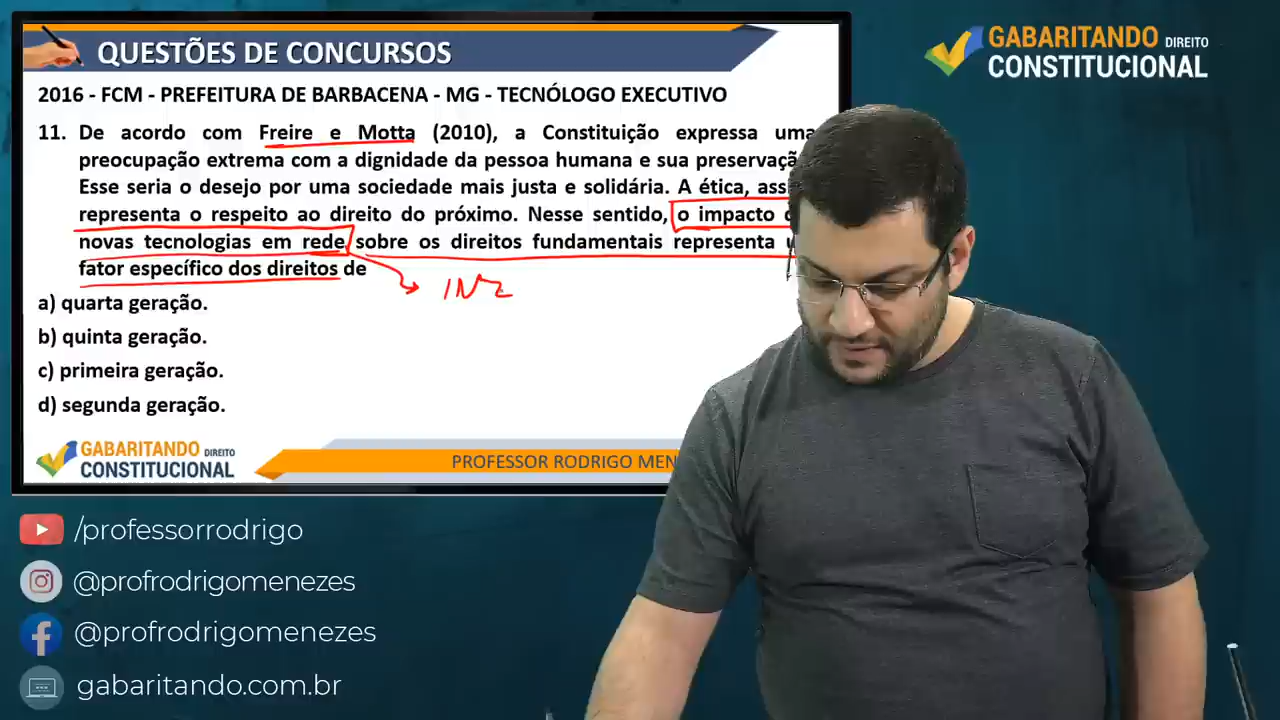 QUESTÕES DE CONCURSOS
GABARITANDO DIREITO
CONSTITUCIONAL
2016 - FCM - PREFEITURA DE BARBACENA - MG - TECNÓLOGO EXECUTIVO
11. De acordo com Freire e Motta (2010), a Constituição expressa uma
preocupação extrema com a dignidade da pessoa humana e sua
Esse seria o desejo por uma sociedade mais justa e solidária. A ética,
representa o respeito ao direito do próximo. Nesse sentido, o impacto
novas tecnologias em rede sobre os direitos fundamentais representa
fator específico dos direitos de
a) quarta geração.
b) quinta geração.
c) primeira geração.
d) segunda geração.
GABARITANDO DIREITO
CONSTITUCIONAL
PROFESSOR RODRIGO
/professorrodrigo
@profrodrigomenezes
@profrodrigomenezes
gabaritando.com.br